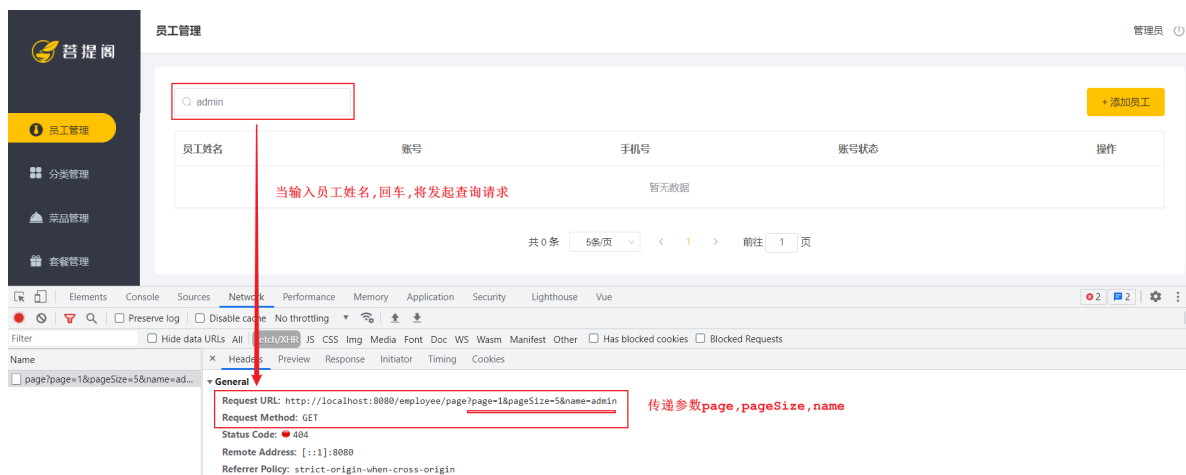 菩提阁
员工管理
管理员
admin
+ 添加员工
员工管理
员工姓名 账号 手机号 账号状态 操作
分类管理
当输入员工姓名,回车,将发起查询请求
暂无数据
菜品管理
共 0 条 5条/页 1 前往 1 页
套餐管理
Elements Console Sources Network Performance Memory Application Security Lighthouse Vue 2 2
Preserve log Disable cache No throttling
Filter Hide data URLs All Fetch/XHR JS CSS Img Media Font Doc WS Wasm Manifest Other Has blocked cookies Blocked Requests
Name × Headers Preview Response Initiator Timing Cookies
page?page=1&pageSize=5&name=ad...
General
Request URL: http://localhost:8080/employee/page?page=1&pageSize=5&name=admin
传递参数page,pageSize,name
Request Method: GET
Status Code: 404
Remote Address: [::1]:8080
Referrer Policy: strict-origin-when-cross-origin